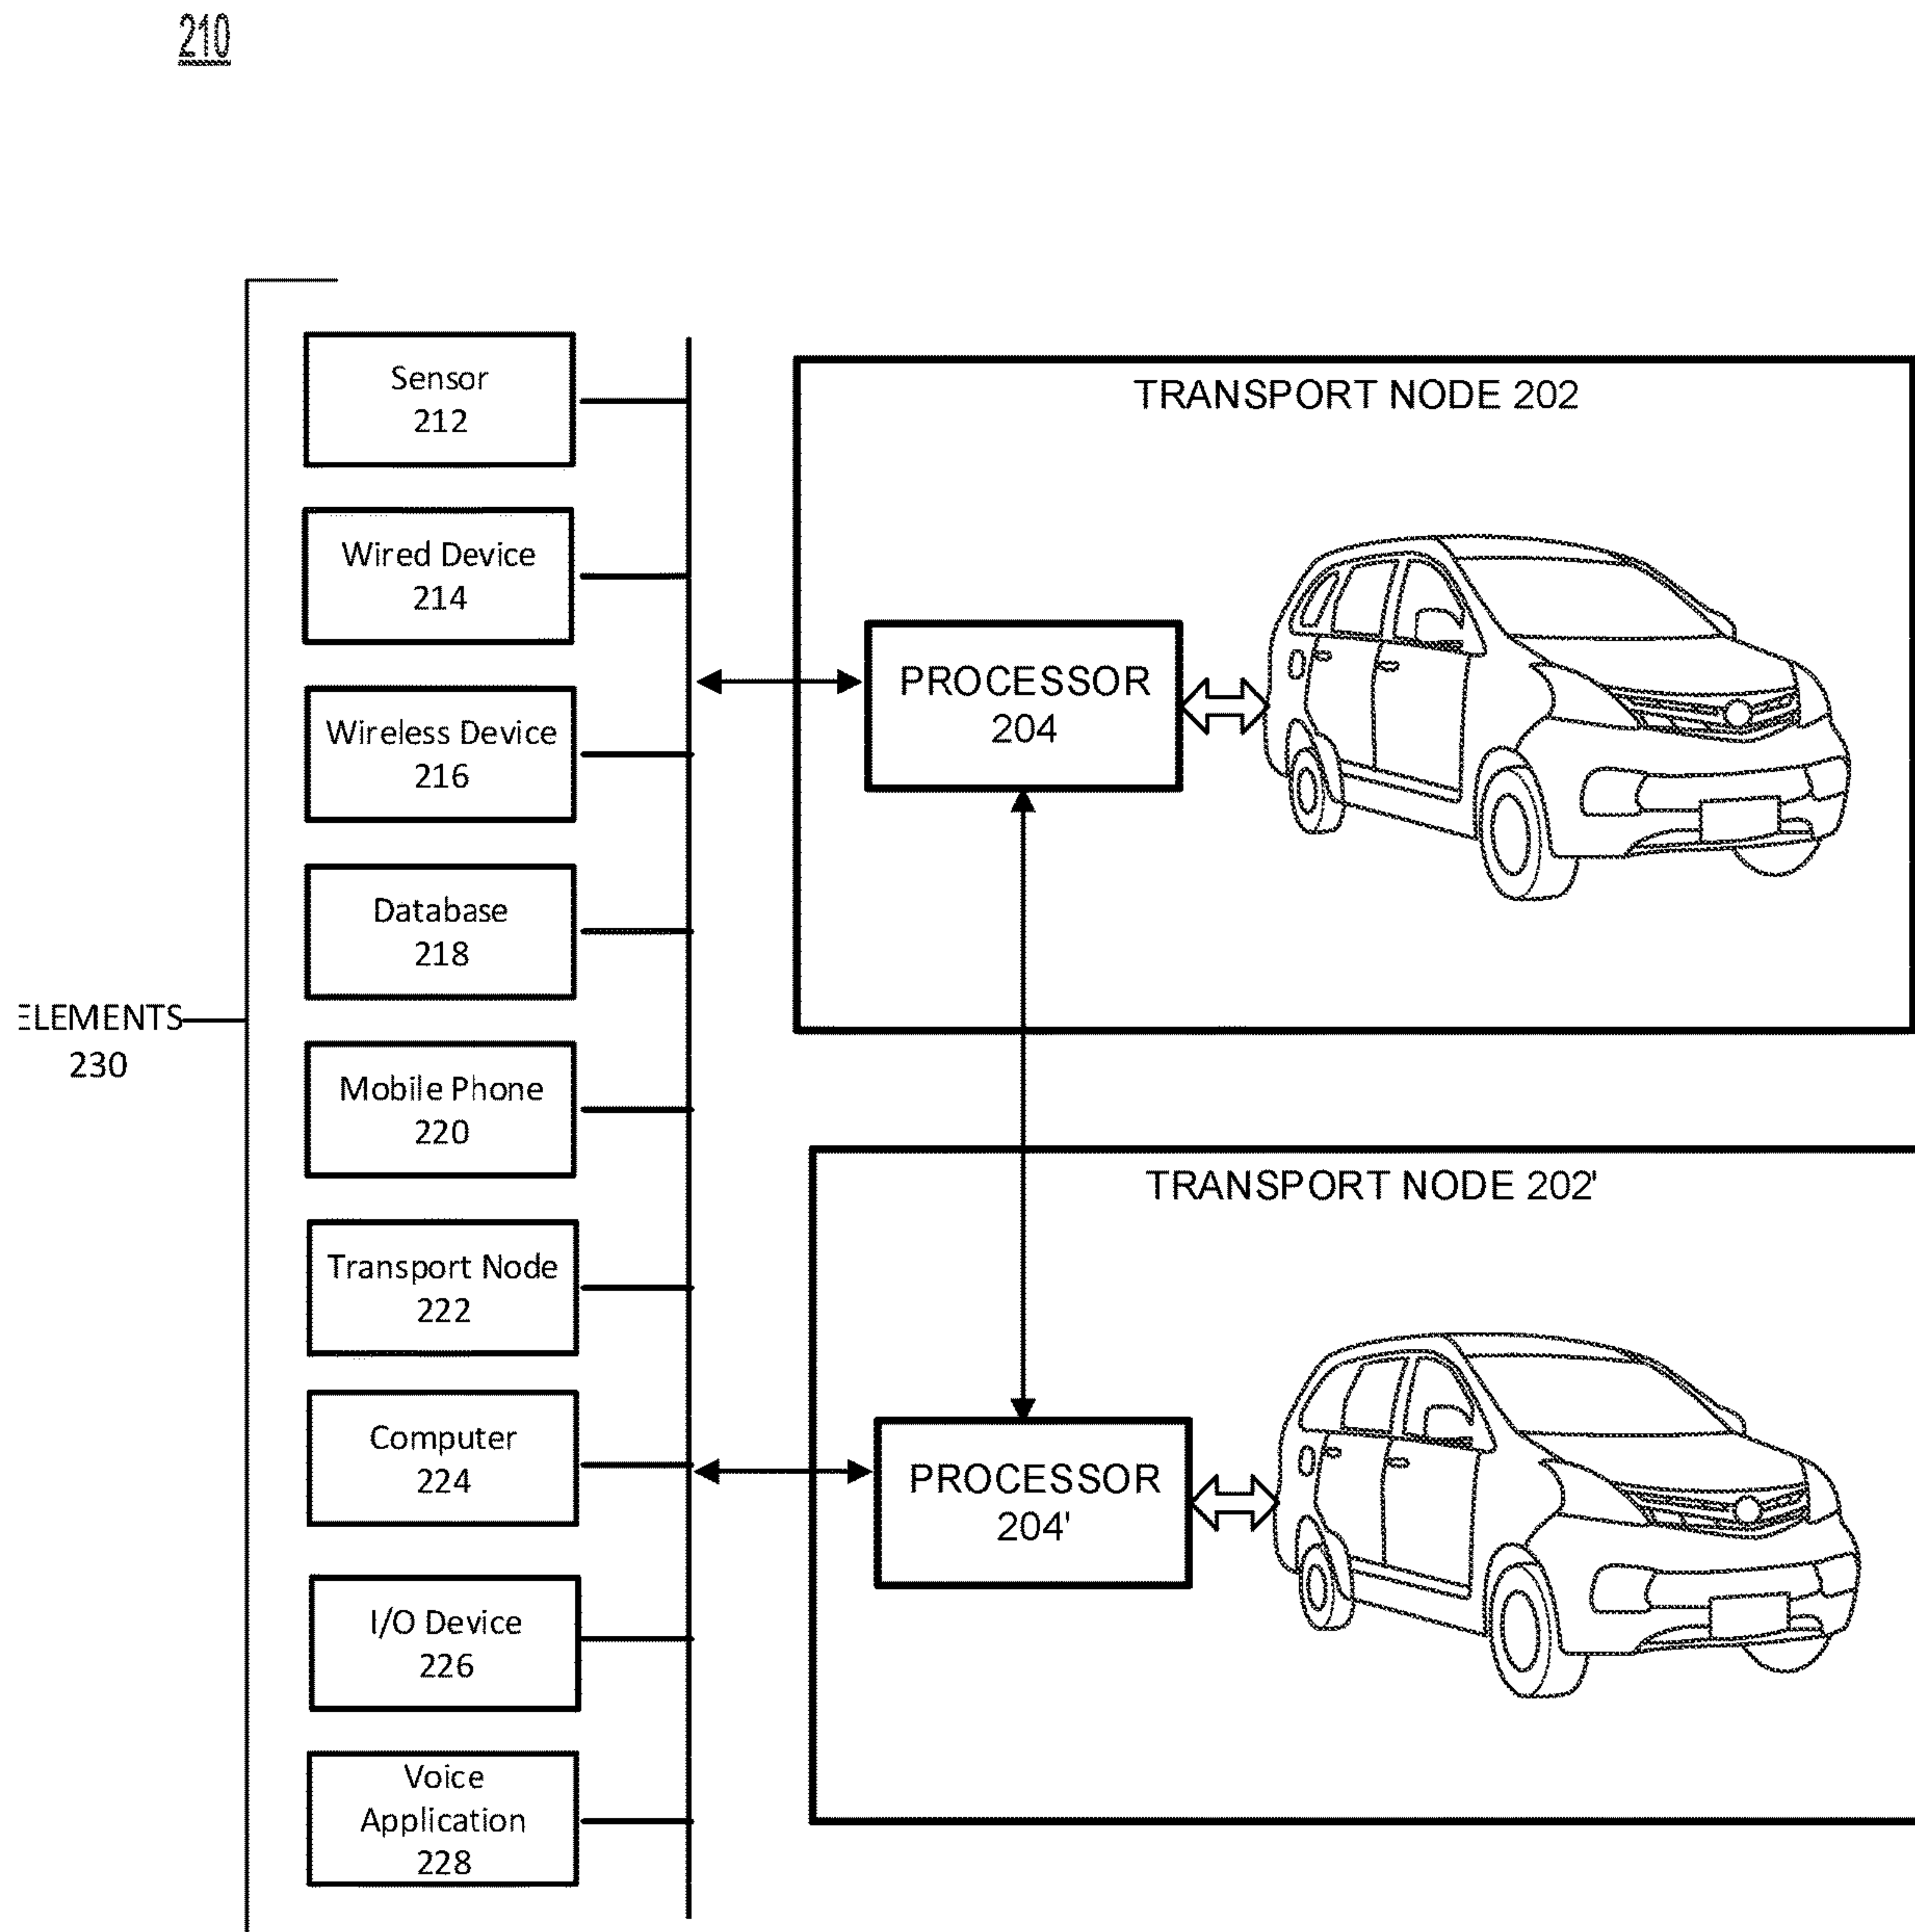 210
Sensor
212
Wired Device
214
Wireless Device
216
Database
218
ELEMENTS
230
Mobile Phone
220
Transport Node
222
Computer
224
I/O Device
226
Voice
Application
228
TRANSPORT NODE 202
PROCESSOR
204
TRANSPORT NODE 202'
PROCESSOR
204'